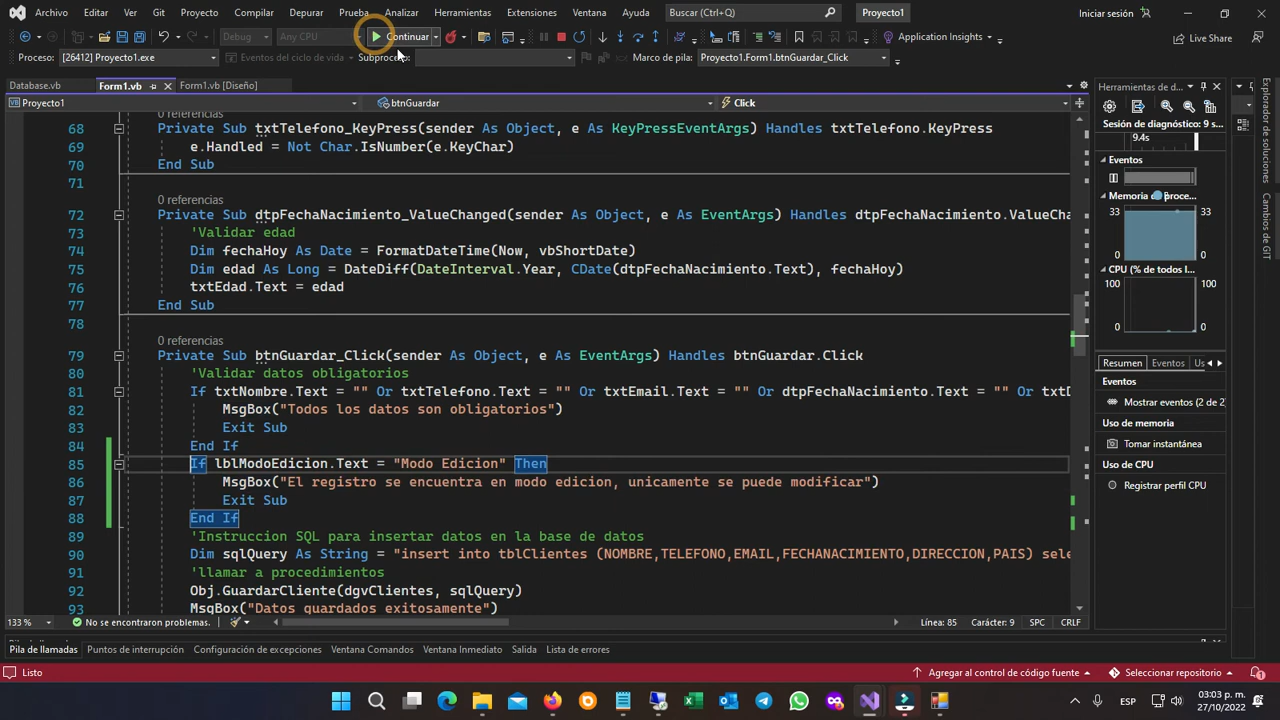 Archivo Editar Ver Git Proyecto Compilar Depurar Prueba Analizar Herramientas Extensiones Ventana Ayuda Buscar (Ctrl+Q) Proyecto1 Iniciar sesión
Debug Any CPU Continuar Application Insights Live Share
Proceso: [26412] Proyecto1.exe Eventos del ciclo de vida Subproceso: Marco de pila: Proyecto1.Form1.btnGuardar_Click
Database.vb Form1.vb Form1.vb [Diseño] Herramientas de d...
Proyecto1 btnGuardar Click
0 referencias
68 Private Sub txtTelefono_KeyPress(sender As Object, e As KeyPressEventArgs) Handles txtTelefono.KeyPress
69 e.Handled = Not Char.IsNumber(e.KeyChar)
70 End Sub
71
0 referencias
72 Private Sub dtpFechaNacimiento_ValueChanged(sender As Object, e As EventArgs) Handles dtpFechaNacimiento.ValueChan
73 'Validar edad
74 Dim fechaHoy As Date = FormatDateTime(Now, vbShortDate)
75 Dim edad As Long = DateDiff(DateInterval.Year, CDate(dtpFechaNacimiento.Text), fechaHoy)
76 txtEdad.Text = edad
77 End Sub
78
0 referencias
79 Private Sub btnGuardar_Click(sender As Object, e As EventArgs) Handles btnGuardar.Click
80 'Validar datos obligatorios
81 If txtNombre.Text = "" Or txtTelefono.Text = "" Or txtEmail.Text = "" Or dtpFechaNacimiento.Text = "" Or txtD
82 MsgBox("Todos los datos son obligatorios")
83 Exit Sub
84 End If
85 If lblModoEdicion.Text = "Modo Edicion" Then
86 MsgBox("El registro se encuentra en modo edicion, unicamente se puede modificar")
87 Exit Sub
88 End If
89 'Instruccion SQL para insertar datos en la base de datos
90 Dim sqlQuery As String = "insert into tblClientes (NOMBRE,TELEFONO,EMAIL,FECHANACIMIENTO,DIRECCION,PAIS) sele
91 'llamar a procedimientos
92 Obj.GuardarCliente(dgvClientes, sqlQuery)
93 MsgBox("Datos guardados exitosamente")
Sesión de diagnóstico: 9 s...
9.4s
Eventos
Memoria de proce...
33 33
CPU (% de todos l...
100 100
0 0
Resumen Eventos Us
Eventos
Mostrar eventos (2 de 2)
Uso de memoria
Tomar instantánea
Uso de CPU
Registrar perfil CPU
Explorador de soluciones
Cambios de GIT
133 % No se encontraron problemas. Línea: 85 Carácter: 9 SPC CRLF
Pila de llamadas
Pila de llamadas Puntos de interrupción Configuración de excepciones Ventana Comandos Ventana Inmediato Salida Lista de errores
Listo Agregar al control de código fuente Seleccionar repositorio 1
ESP 03:03 p. m.
27/10/2022